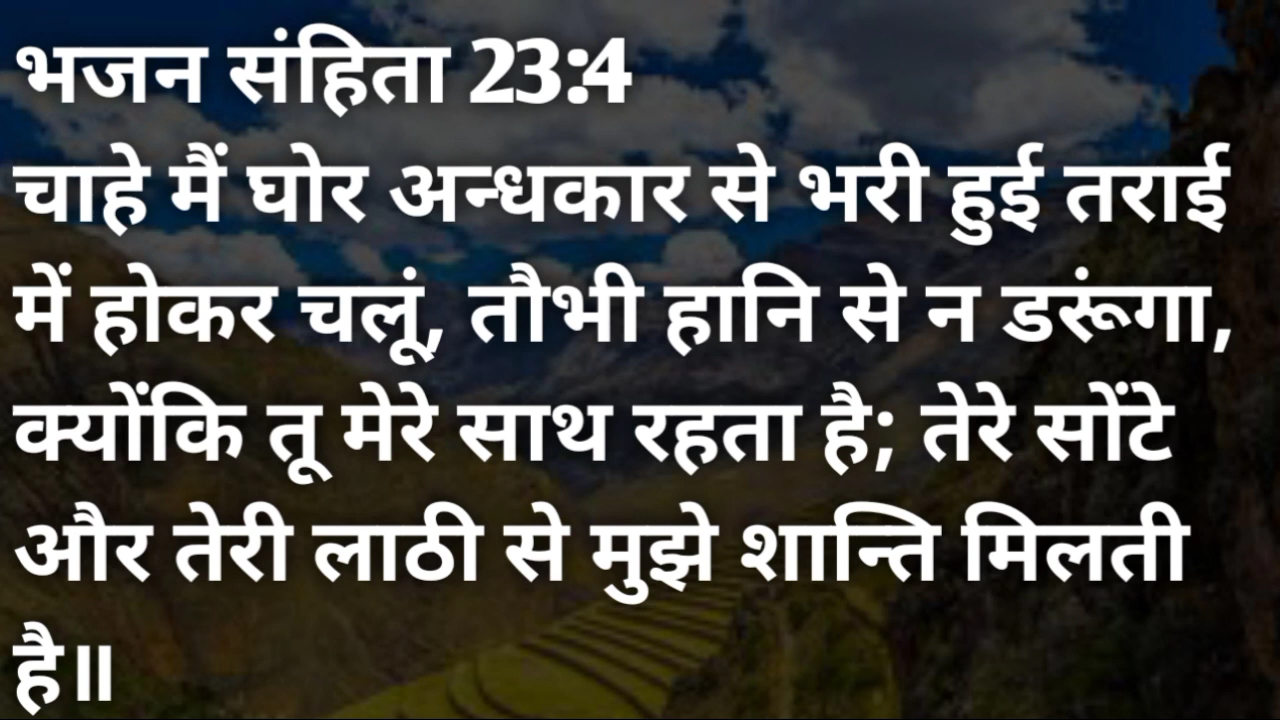 भजन संहिता 23:4
चाहे मैं घोर अन्धकार से भरी हुई तराई
में होकर चलूं, तौभी हानि से न डरूंगा,
क्योंकि तू मेरे साथ रहता है; तेरे सोंटे
और तेरी लाठी से मुझे शान्ति मिलती
है॥